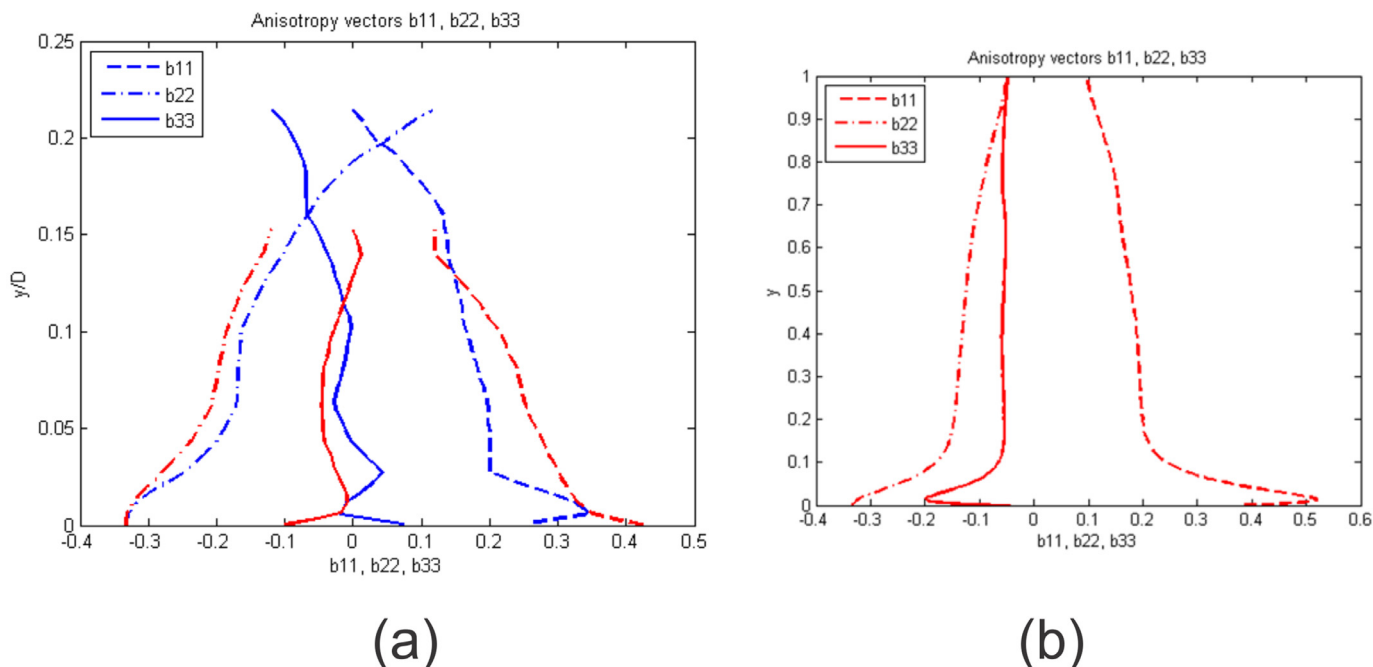 Anisotropy vectors b11, b22, b33
0.25
0.2
0.15
0.1
0.05
0
y/D
b11
b22
b33
-0.4 -0.3 -0.2 -0.1 0 0.1 0.2 0.3 0.4 0.5
b11, b22, b33
(a)
Anisotropy vectors b11, b22, b33
1
0.9
0.8
0.7
0.6
0.5
0.4
0.3
0.2
0.1
0
y
b11
b22
b33
-0.4 -0.3 -0.2 -0.1 0 0.1 0.2 0.3 0.4 0.5 0.6
b11, b22, b33
(b)